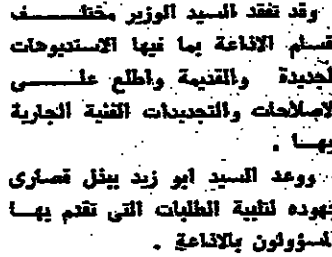 وقد تفقد السيد الوزير مختلف
قسام الاذاعة بما فيها الاستديوهات
لجديدة والقديمة واطلع على
لاصلاحات والتجديدات الفنية الجارية
بها .
ووعد السيد ابو زيد ببذل قصارى
جهوده لتلبية الطلبات التى تقدم بها
لمسؤولون بالاذاعة .